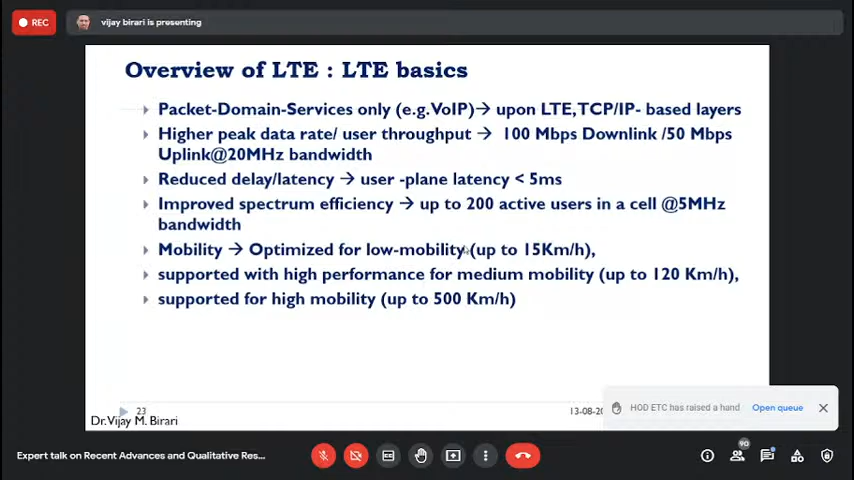 REC
vijay birari is presenting
Overview of LTE : LTE basics
Packet-Domain-Services only (e.g. VoIP)→ upon LTE, TCP/IP- based layers
Higher peak data rate/ user throughput → 100 Mbps Downlink /50 Mbps
Uplink@20MHz bandwidth
Reduced delay/latency → user -plane latency < 5ms
Improved spectrum efficiency → up to 200 active users in a cell @5MHz
bandwidth
Mobility → Optimized for low-mobility (up to 15Km/h),
supported with high performance for medium mobility (up to 120 Km/h),
supported for high mobility (up to 500 Km/h)
23
13-08-20
Dr. Vijay M. Birari
HOD ETC has raised a hand
Open queue
90
Expert talk on Recent Advances and Qualitative Res...